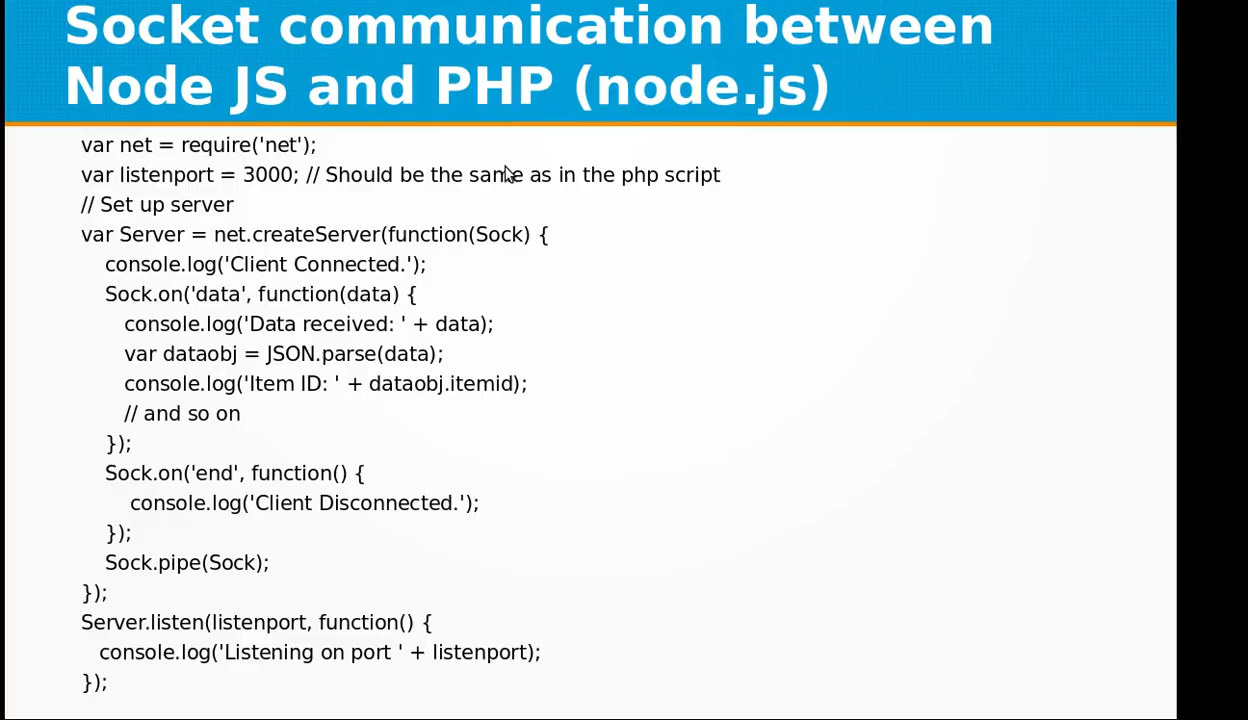 Socket communication between
Node JS and PHP (node.js)
var net = require('net');
var listenport = 3000; // Should be the same as in the php script
// Set up server
var Server = net.createServer(function(Sock) {
console.log('Client Connected.');
Sock.on('data', function(data) {
console.log('Data received: ' + data);
var dataobj = JSON.parse(data);
console.log('Item ID: ' + dataobj.itemid);
// and so on
});
Sock.on('end', function() {
console.log('Client Disconnected.');
});
Sock.pipe(Sock);
});
Server.listen(listenport, function() {
console.log('Listening on port ' + listenport);
});